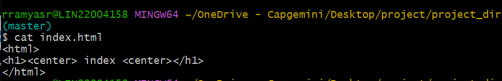 rramyasr@LIN22004158 MINGW64 ~/OneDrive - Capgemini/Desktop/project/project_dir
(master)
$ cat index.html
<html>
<h1><center> index <center></h1>
</html>